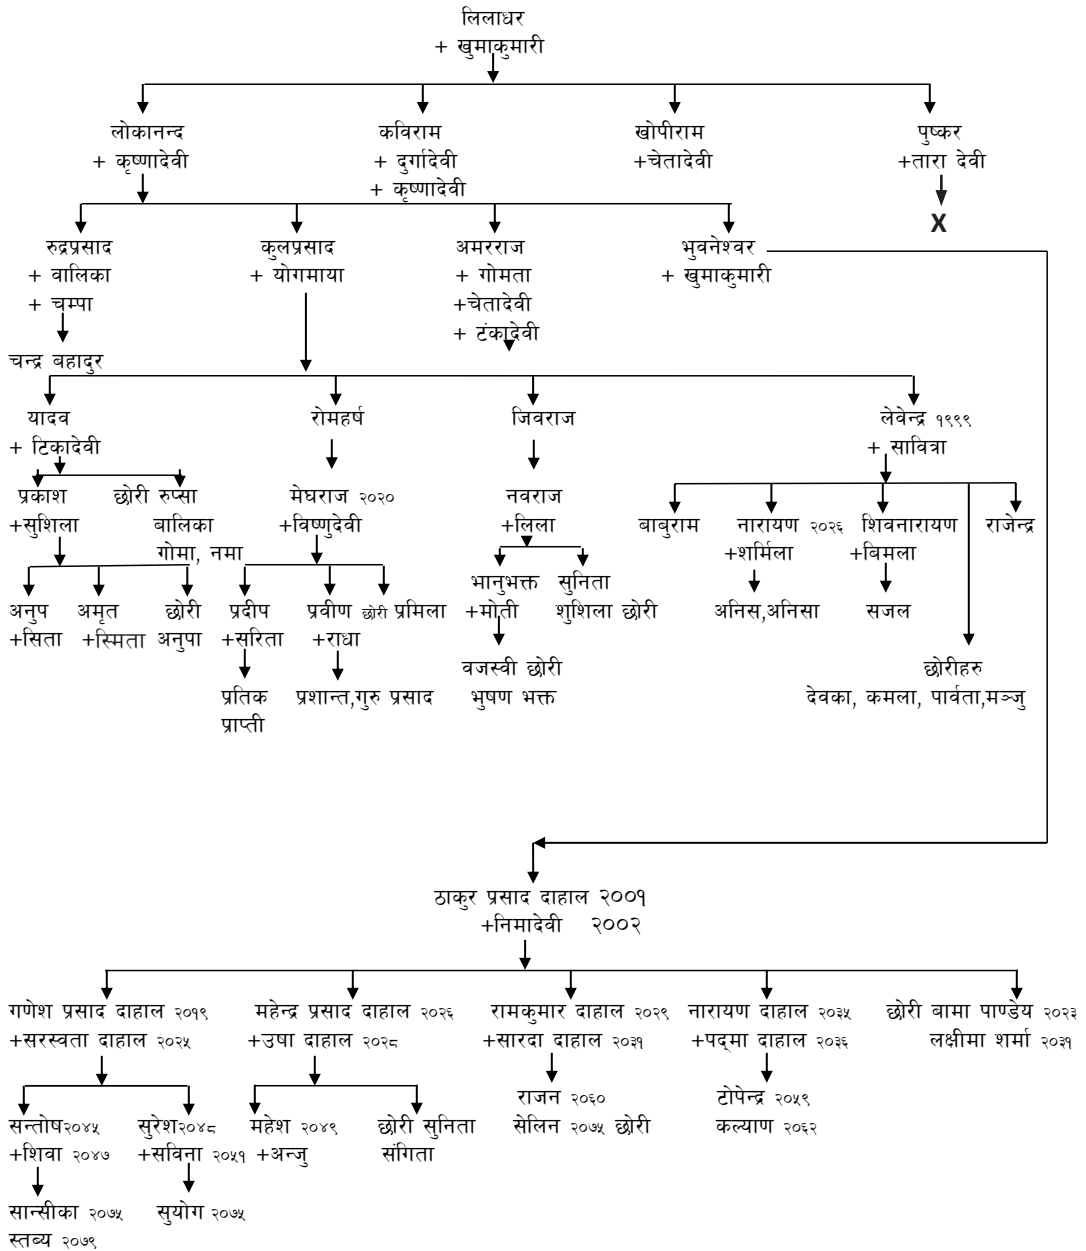 लिलाधर
+ खुमाकुमारी
लोकानन्द
+ कृष्णादेवी
कविराम
+ दुर्गादेवी
+ कृष्णादेवी
खोपीराम
+चेतादेवी
पुष्कर
+तारा देवी
X
रुद्रप्रसाद
+ वालिका
+ चम्पा
चन्द्र बहादुर
कुलप्रसाद
+ योगमाया
अमरराज
+ गोमता
+चेतादेवी
+ टंकादेवी
भुवनेश्वर
+ खुमाकुमारी
यादव
+ टिकादेवी
रोमहर्ष
जिवराज
लेवेन्द्र १९९९
+ सावित्रा
प्रकाश
+सुशिला
छोरी रुप्सा
बालिका
गोमा, नमा
मेघराज २०२०
+विष्णुदेवी
नवराज
+लिला
बाबुराम
नारायण २०२६
+शर्मिला
शिवनारायण
+बिमला
राजेन्द्र
अनुप
+सिता
अमृत
+स्मिता
छोरी
अनुपा
प्रदीप
+सरिता
प्रवीण
+राधा
छोरी प्रमिला
भानुभक्त
+मोती
सुनिता
शुशिला छोरी
अनिस,अनिसा
सजल
प्रतिक
प्राप्ती
प्रशान्त,गुरु प्रसाद
वजस्वी छोरी
भुषण भक्त
छोरीहरु
देवका, कमला, पार्वता,मञ्जु
ठाकुर प्रसाद दाहाल २००१
+निमादेवी २००२
गणेश प्रसाद दाहाल २०१९
+सरस्वता दाहाल २०२५
महेन्द्र प्रसाद दाहाल २०२६
+उषा दाहाल २०२८
रामकुमार दाहाल २०२९
+सारदा दाहाल २०३१
नारायण दाहाल २०३५
+पद्मा दाहाल २०३६
छोरी बामा पाण्डेय २०२३
लक्षीमा शर्मा २०३१
सन्तोष२०४५
+शिवा २०४७
सुरेश२०४८
+सविना २०५१
महेश २०४९
+अन्जु
छोरी सुनिता
संगिता
राजन २०६०
सेलिन २०७५ छोरी
टोपेन्द्र २०५९
कल्याण २०६२
सान्सीका २०७५
स्तब्य २०७९
सुयोग २०७५